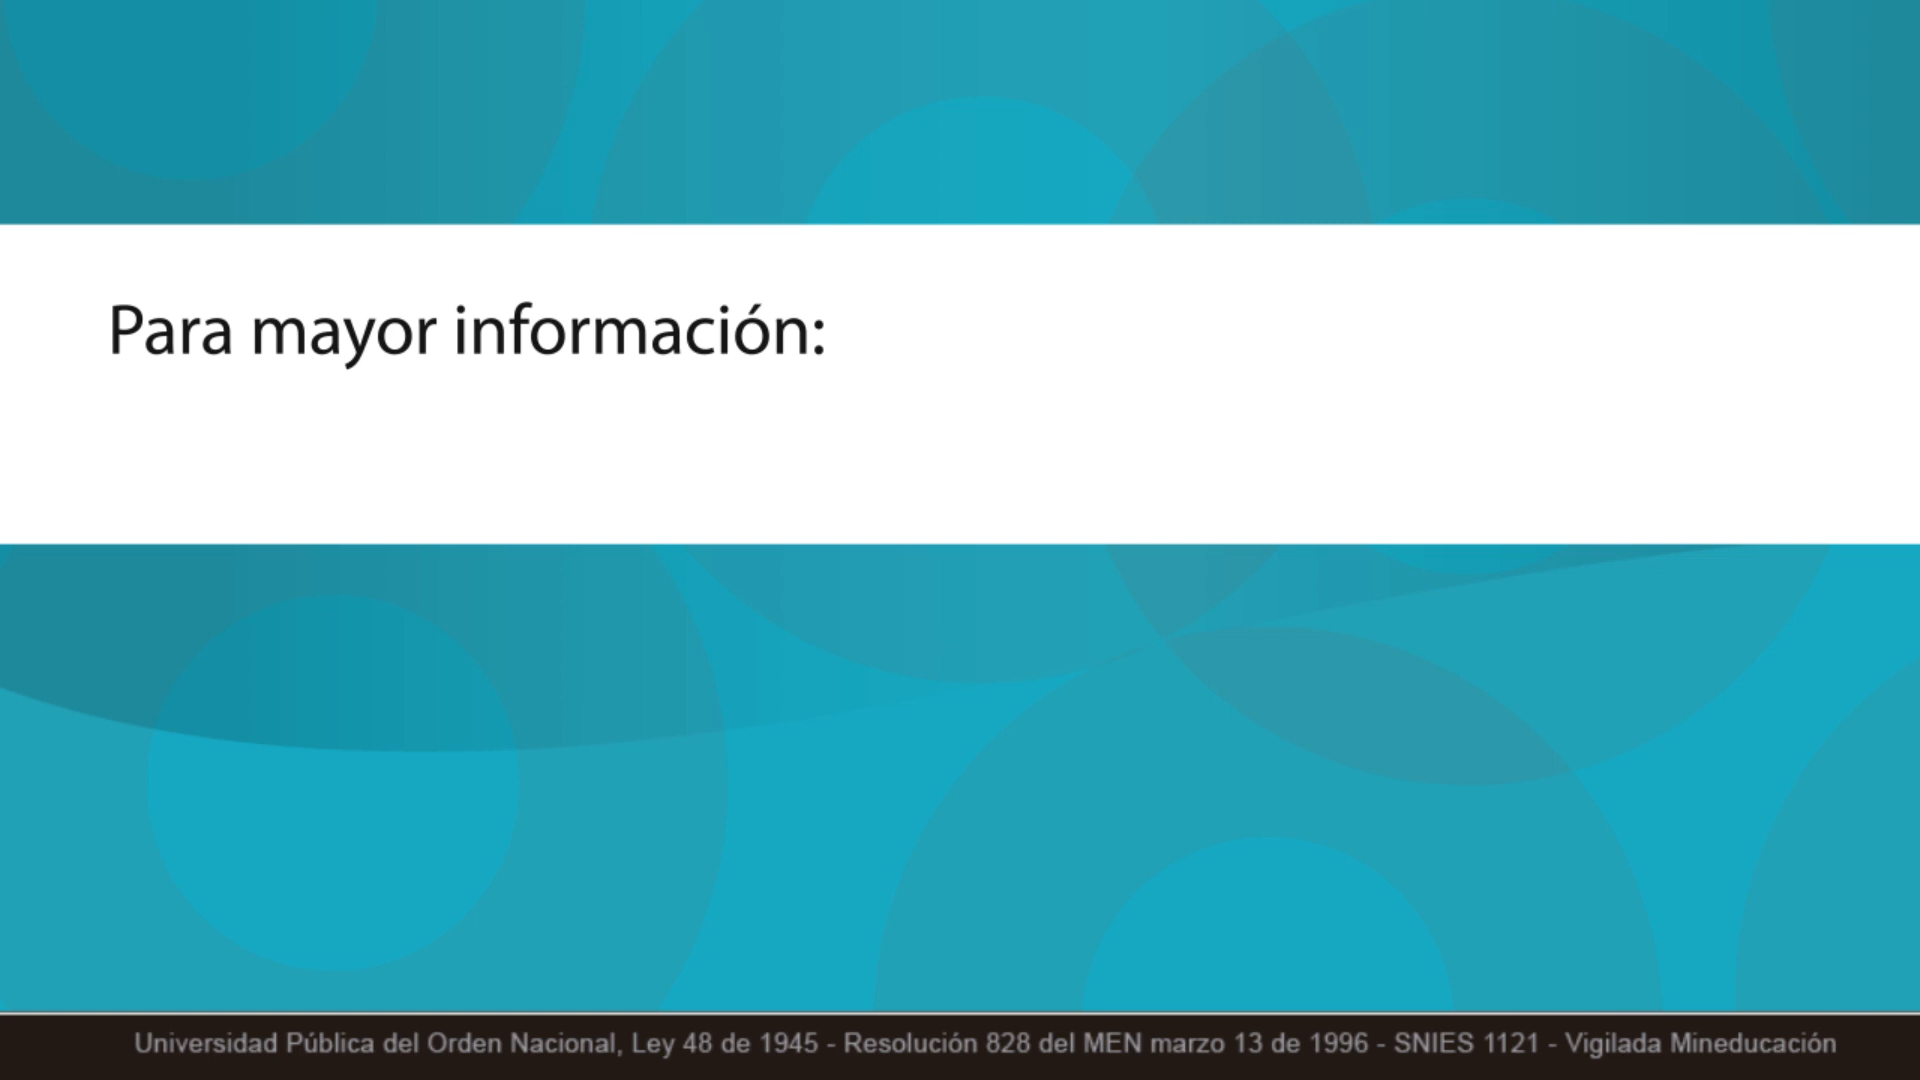 Para mayor información:
Universidad Pública del Orden Nacional, Ley 48 de 1945 - Resolución 828 del MEN marzo 13 de 1996 - SNIES 1121 - Vigilada Mineducación